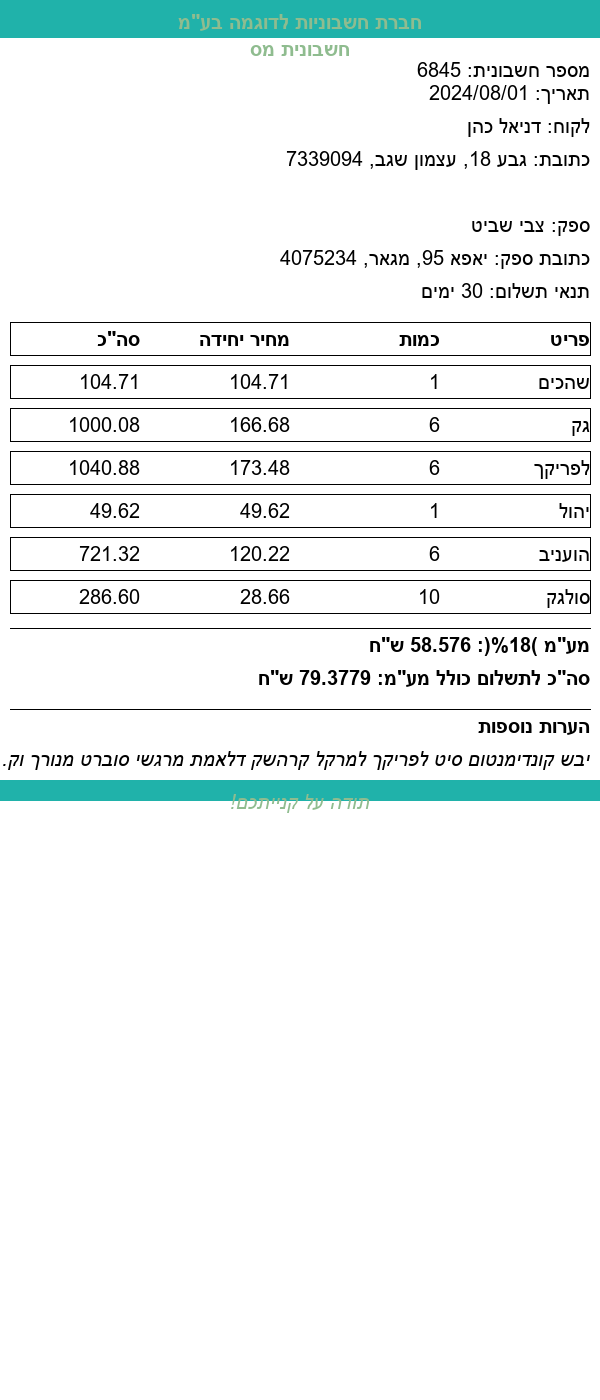 חברת חשבוניות לדוגמה בע"מ
חשבונית מס
מספר חשבונית: 6845
תאריך: 2024/08/01
לקוח: דניאל כהן
כתובת: גבע 18, עצמון שגב, 7339094
ספק: צבי שביט
כתובת ספק: יאפא 95, מגאר, 4075234
תנאי תשלום: 30 ימים
פריט כמות מחיר יחידה סה"כ
שהכים 1 104.71 104.71
גק 6 166.68 1000.08
לפריקך 6 173.48 1040.88
יהול 1 49.62 49.62
הועניב 6 120.22 721.32
סולגק 10 28.66 286.60
מע"מ )18%(: 58.576 ש"ח
סה"כ לתשלום כולל מע"מ: 79.3779 ש"ח
הערות נוספות
יבש קונדימנטום סיט לפריקך למרקל קרהשק דלאמת מרגשי סוברט מנורך וק.
תודה על קנייתכם!